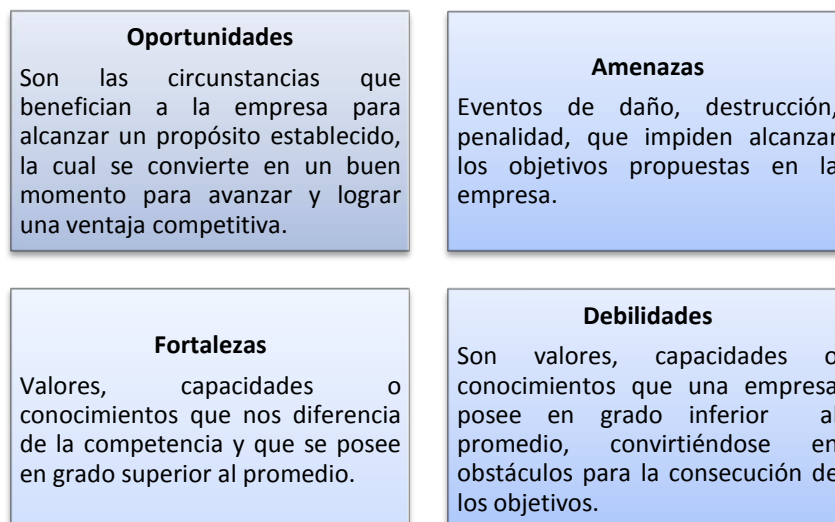 Oportunidades
Son las circunstancias que
benefician a la empresa para
alcanzar un propósito establecido,
la cual se convierte en un buen
momento para avanzar y lograr
una ventaja competitiva.
Amenazas
Eventos de daño, destrucción,
penalidad, que impiden alcanzar
los objetivos propuestas en la
empresa.
Fortalezas
Valores, capacidades o
conocimientos que nos diferencia
de la competencia y que se posee
en grado superior al promedio.
Debilidades
Son valores, capacidades o
conocimientos que una empresa
posee en grado inferior al
promedio, convirtiéndose en
obstáculos para la consecución de
los objetivos.